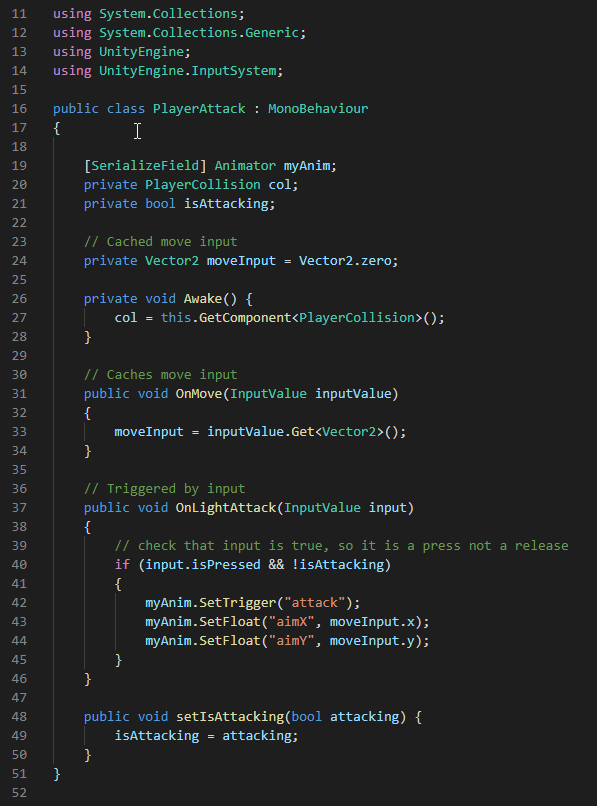 11 using System.Collections;
12 using System.Collections.Generic;
13 using UnityEngine;
14 using UnityEngine.InputSystem;
15
16 public class PlayerAttack : MonoBehaviour
17 {
18
19     [SerializeField] Animator myAnim;
20     private PlayerCollision col;
21     private bool isAttacking;
22
23     // Cached move input
24     private Vector2 moveInput = Vector2.zero;
25
26     private void Awake() {
27         col = this.GetComponent<PlayerCollision>();
28     }
29
30     // Caches move input
31     public void OnMove(InputValue inputValue)
32     {
33         moveInput = inputValue.Get<Vector2>();
34     }
35
36     // Triggered by input
37     public void OnLightAttack(InputValue input)
38     {
39         // check that input is true, so it is a press not a release
40         if (input.isPressed && !isAttacking)
41         {
42             myAnim.SetTrigger("attack");
43             myAnim.SetFloat("aimX", moveInput.x);
44             myAnim.SetFloat("aimY", moveInput.y);
45         }
46     }
47
48     public void setIsAttacking(bool attacking) {
49         isAttacking = attacking;
50     }
51 }
52